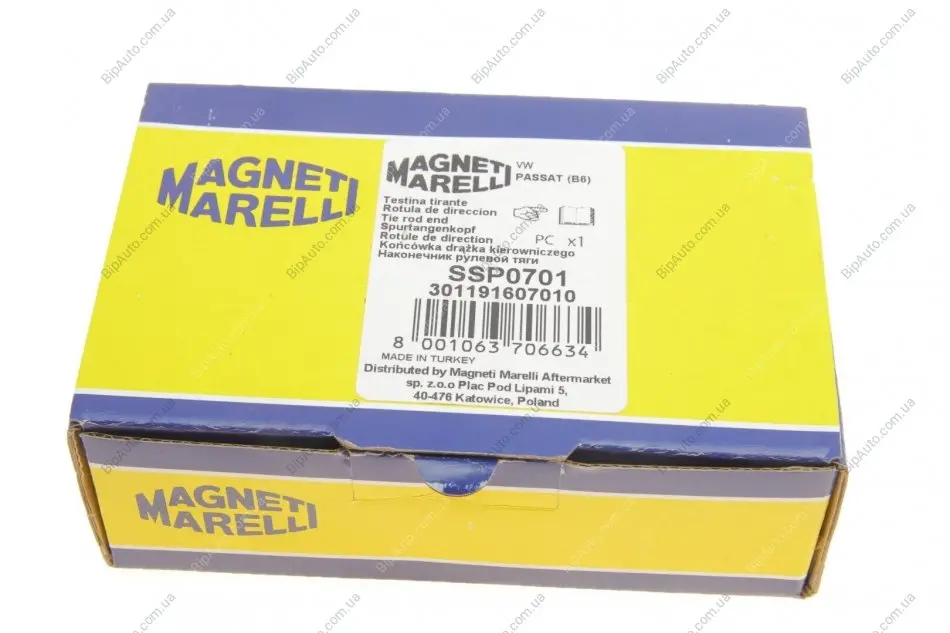 MAGNETI
MARELLI
MAGNETI
MARELLI
VW
PASSAT (B6)
Testina tirante
Rotula de direccion
Tie rod end
Spurtangenkopf
Rotule de direction
Końcówka drążka kierowniczego
Наконечник рулевой тяги
PC x1
SSP0701
301191607010
8 001063 706634
MADE IN TURKEY
Distributed by Magneti Marelli Aftermarket
sp. z.o.o Plac Pod Lipami 5,
40-476 Katowice, Poland
MAGNETI
MARELLI
BipAuto.com.ua